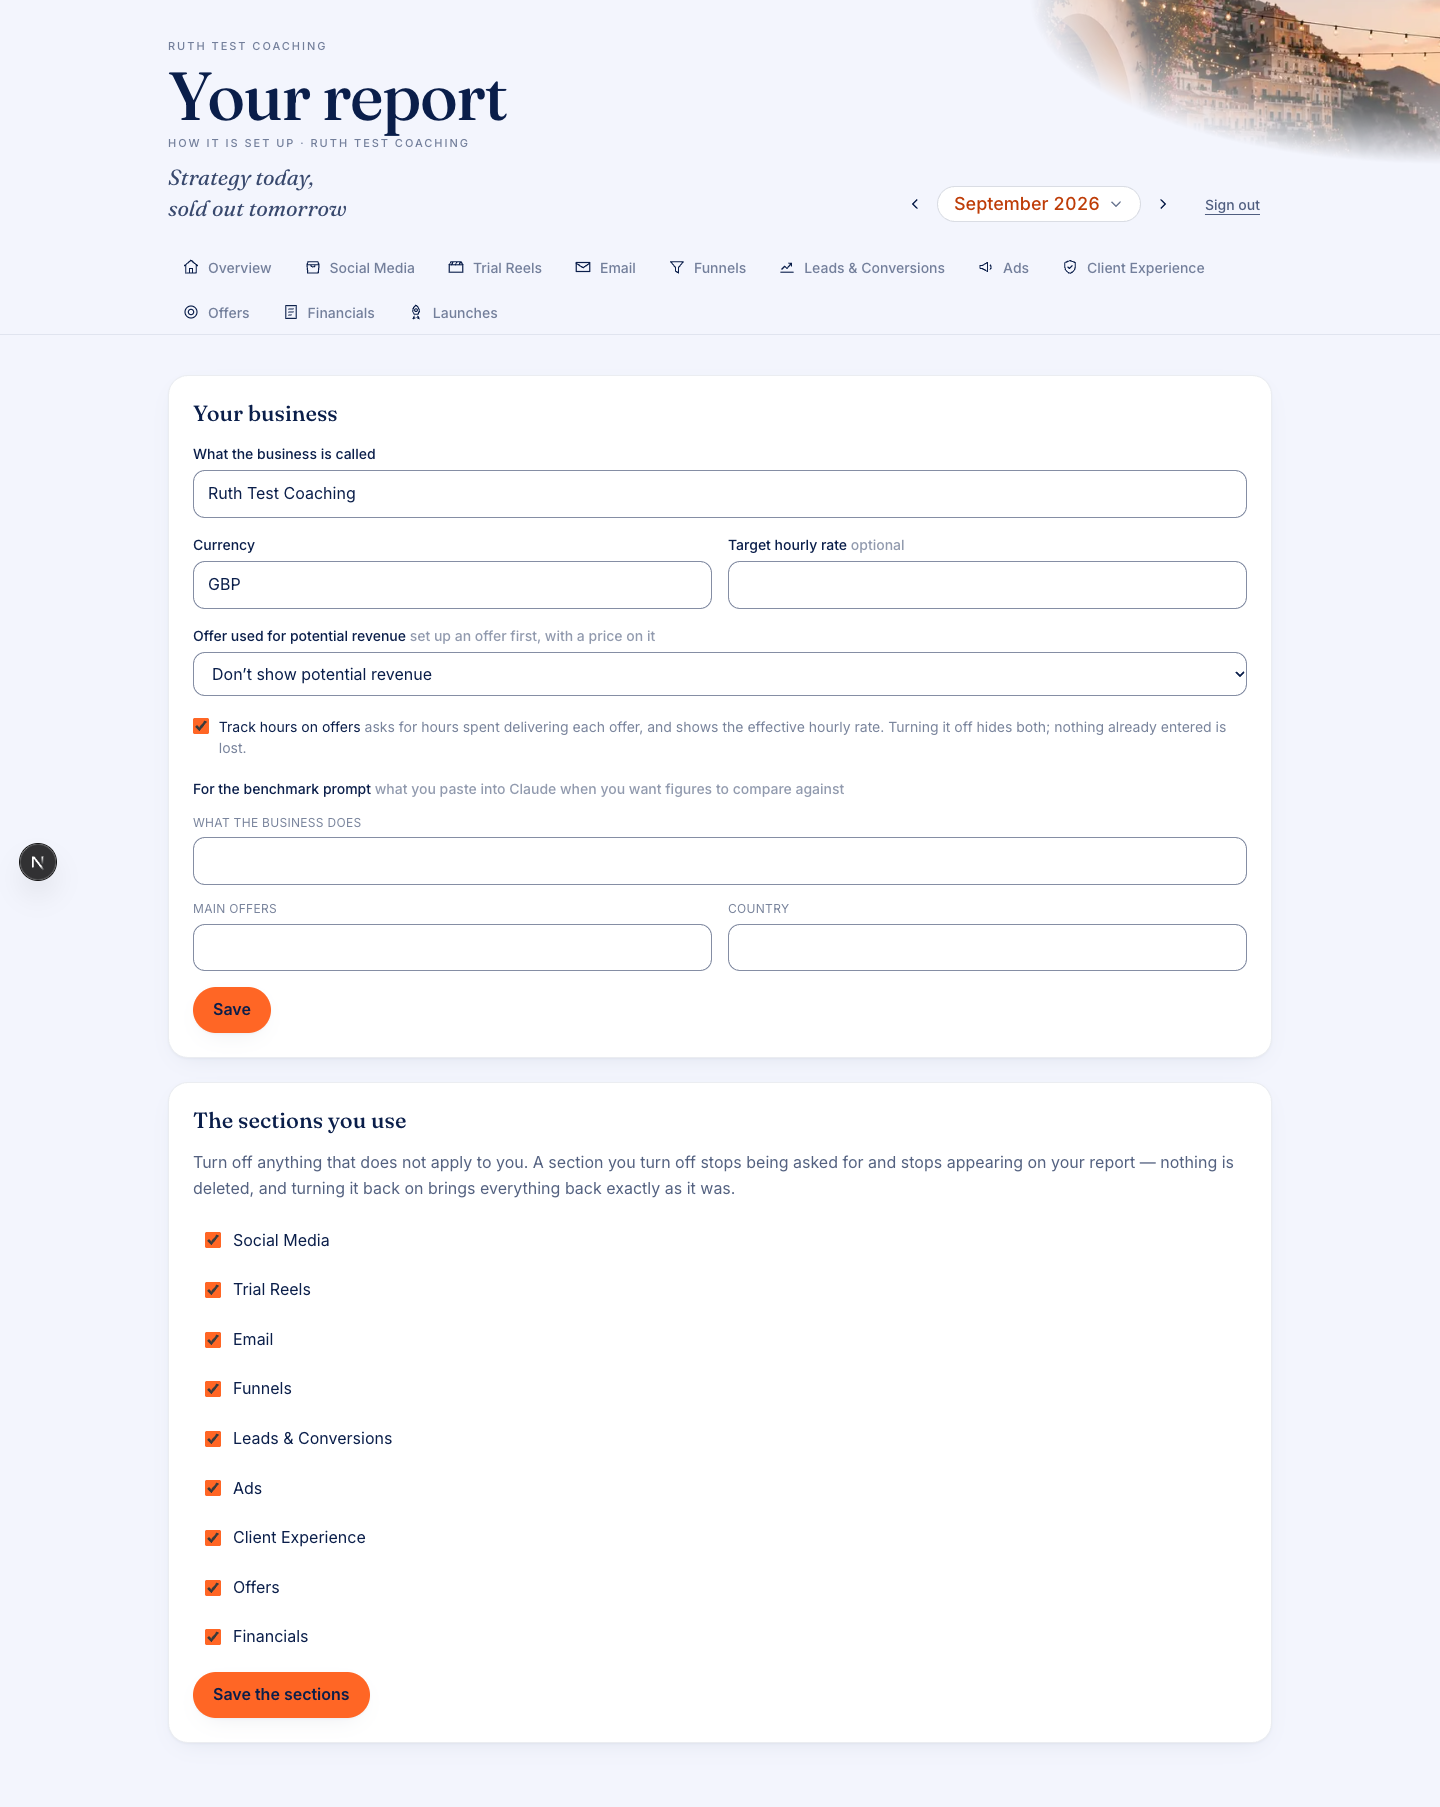 RUTH TEST COACHING
Your report
HOW IT IS SET UP · RUTH TEST COACHING
Strategy today,
sold out tomorrow
September 2026
Sign out
Overview
Social Media
Trial Reels
Email
Funnels
Leads & Conversions
Ads
Client Experience
Offers
Financials
Launches
Your business
What the business is called
Ruth Test Coaching
Currency
Target hourly rate optional
GBP
Offer used for potential revenue set up an offer first, with a price on it
Don’t show potential revenue
Track hours on offers asks for hours spent delivering each offer, and shows the effective hourly rate. Turning it off hides both; nothing already entered is
lost.
For the benchmark prompt what you paste into Claude when you want figures to compare against
WHAT THE BUSINESS DOES
N
MAIN OFFERS
COUNTRY
Save
The sections you use
Turn off anything that does not apply to you. A section you turn off stops being asked for and stops appearing on your report — nothing is
deleted, and turning it back on brings everything back exactly as it was.
Social Media
Trial Reels
Email
Funnels
Leads & Conversions
Ads
Client Experience
Offers
Financials
Save the sections